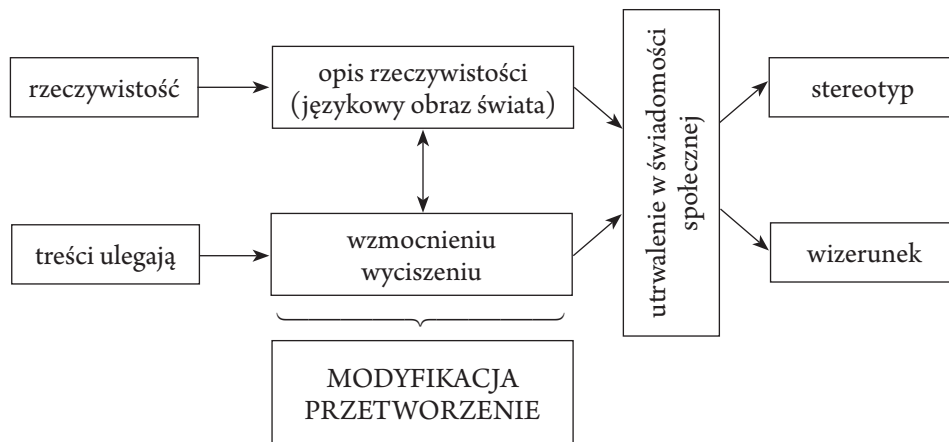 rzeczywistość
opis rzeczywistości
(językowy obraz świata)
utrwalenie w świadomości
społecznej
stereotyp
treści ulegają
wzmocnieniu
wyciszeniu
wizerunek
MODYFIKACJA
PRZETWORZENIE